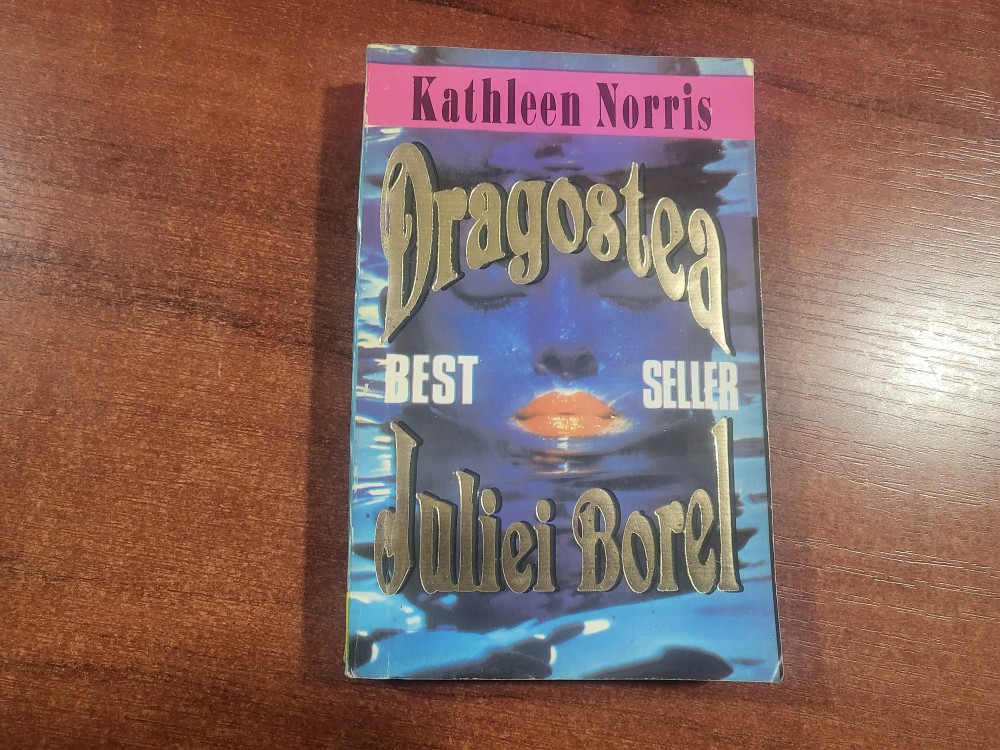 Kathleen Norris
Dragostea
BEST SELLER
Juliei Borel